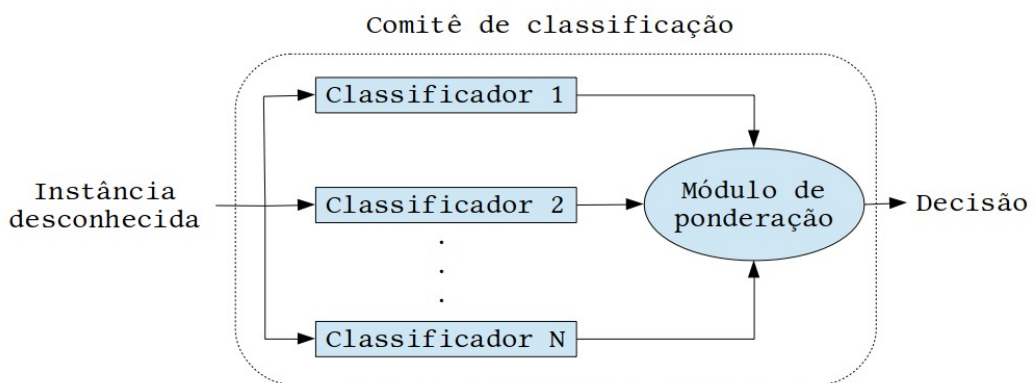 Comitê de classificação
Classificador 1
Instância
desconhecida
Classificador 2
Módulo de
ponderação
Decisão
.
.
.
Classificador N